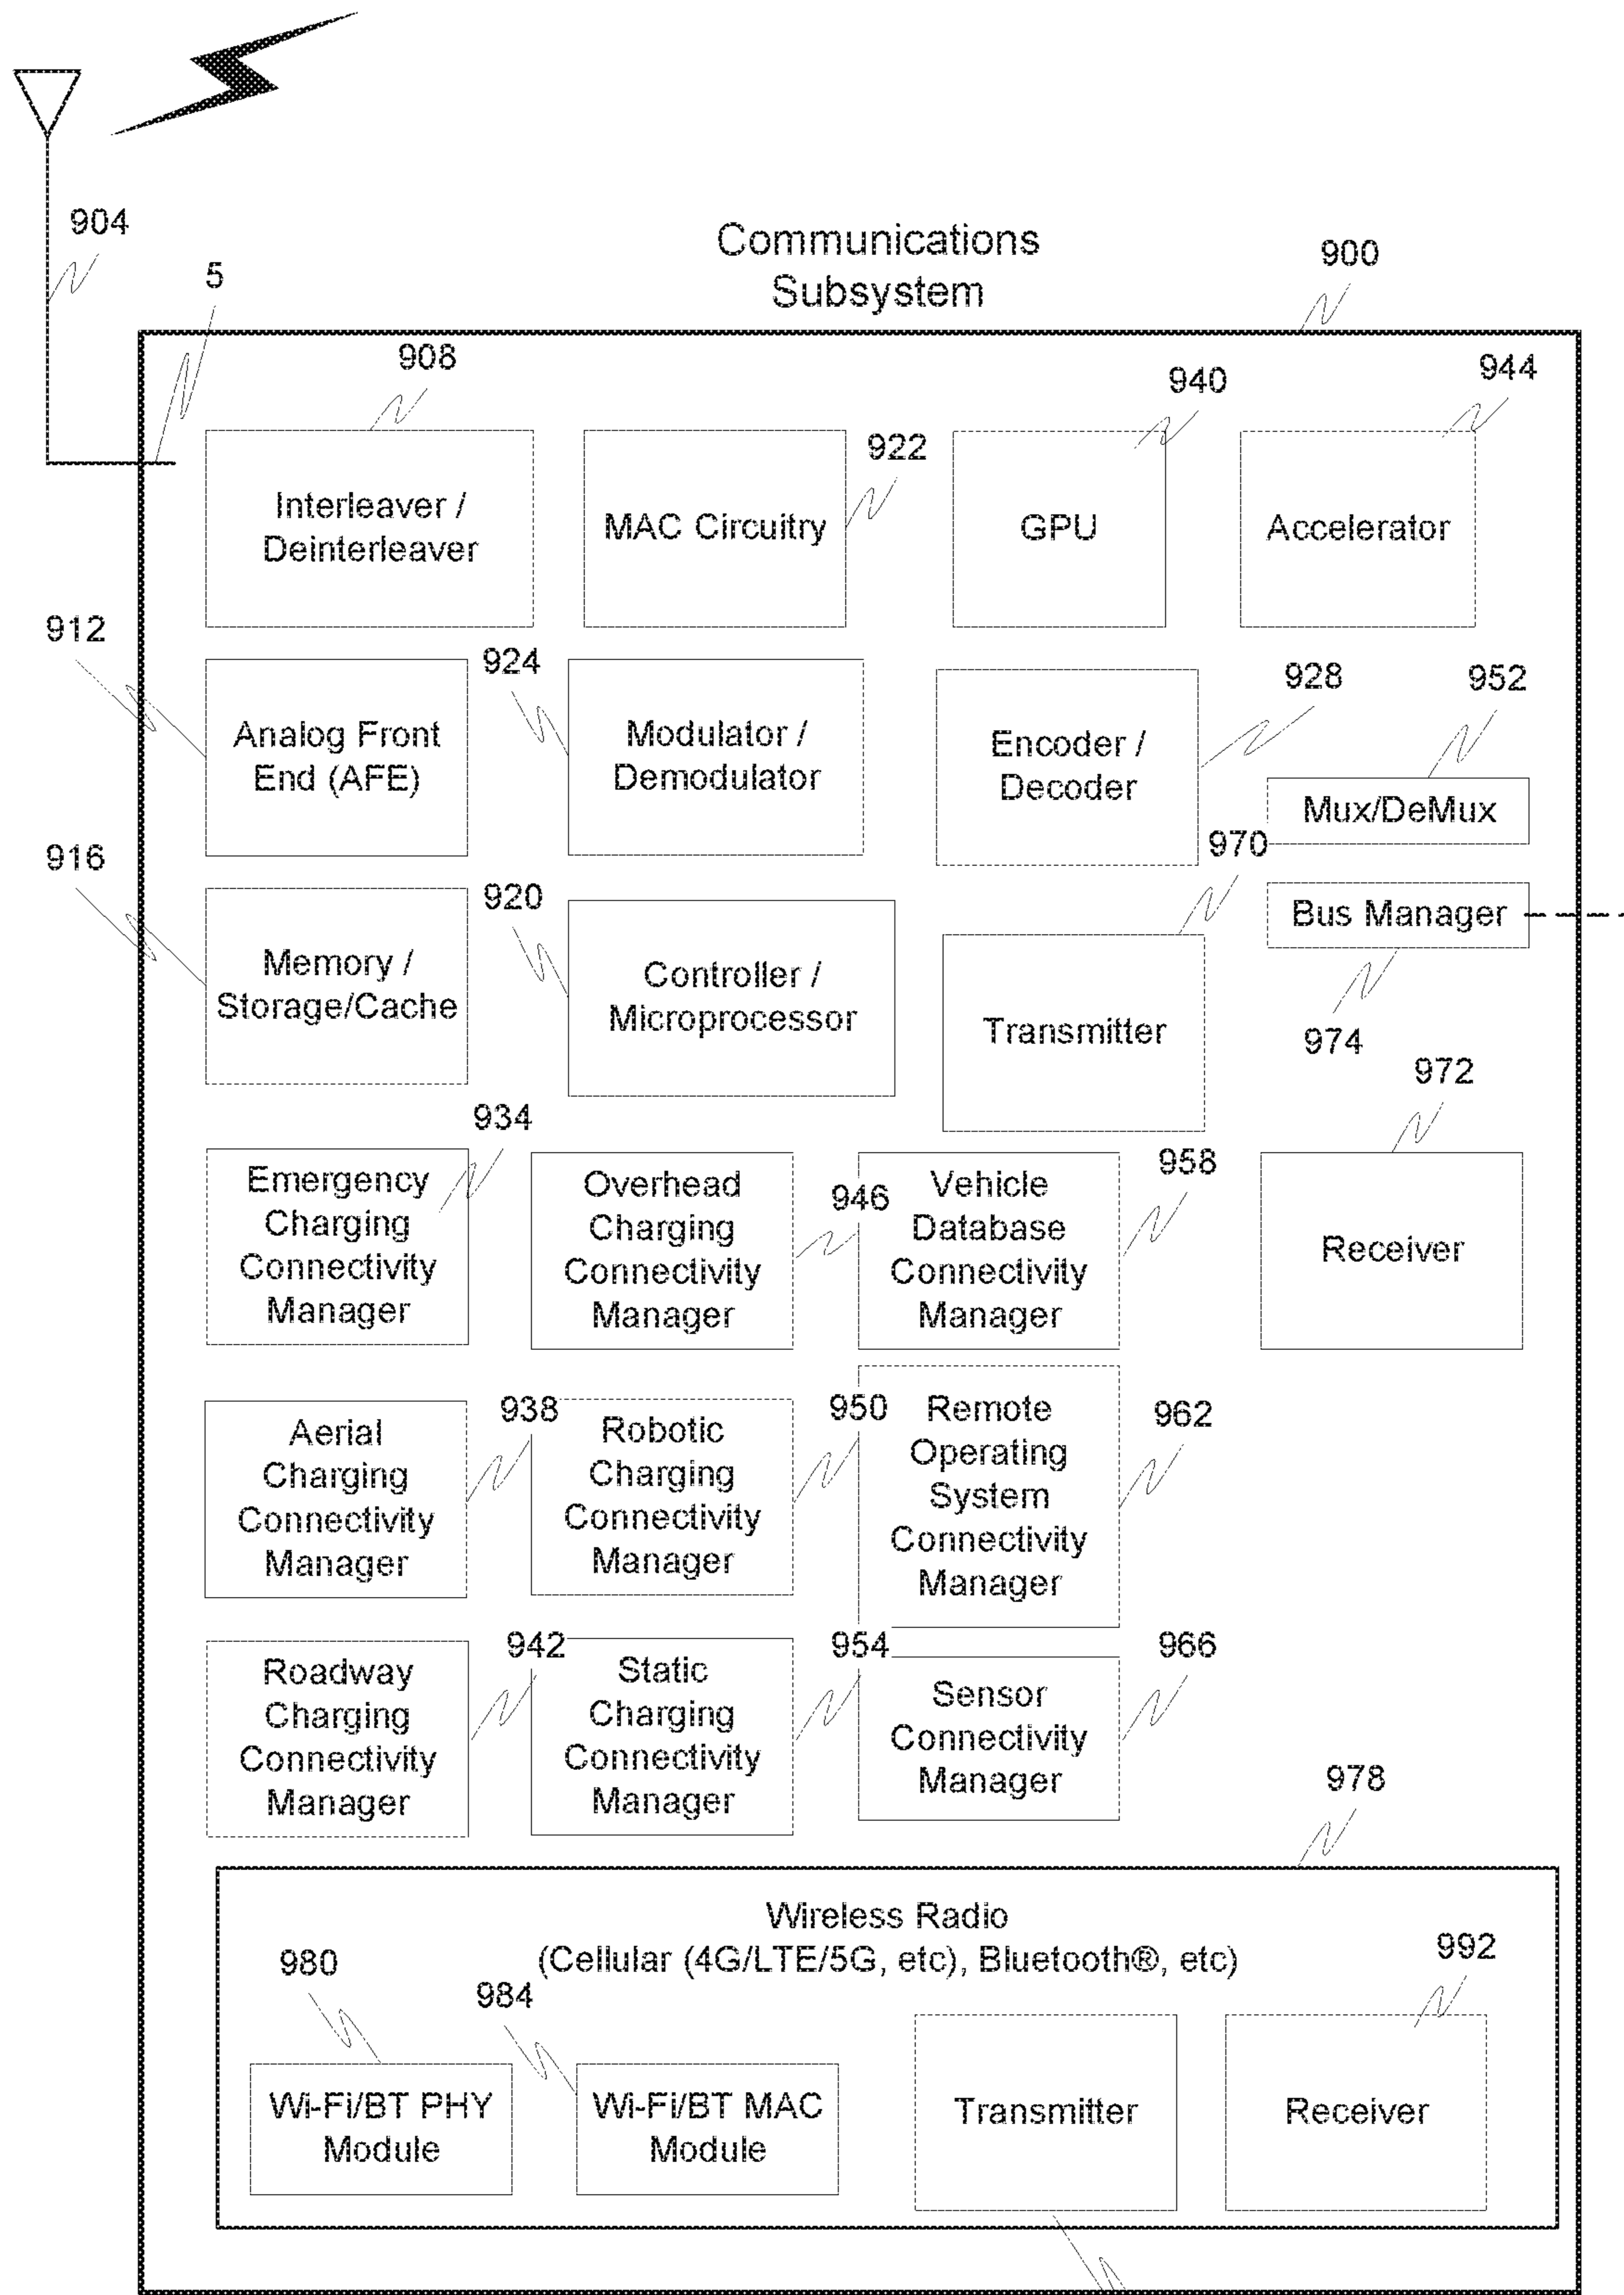 904
5
Communications
Subsystem
900
908
940
944
922
Interleaver /
Deinterleaver
MAC Circuitry
GPU
Accelerator
912
924
928
952
Analog Front
End (AFE)
Modulator /
Demodulator
Encoder /
Decoder
Mux/DeMux
970
916
920
Bus Manager
Memory /
Storage/Cache
Controller /
Microprocessor
Transmitter
974
972
934
958
Emergency
Charging
Connectivity
Manager
Overhead
Charging
Connectivity
Manager
946
Vehicle
Database
Connectivity
Manager
Receiver
938
950
962
Aerial
Charging
Connectivity
Manager
Robotic
Charging
Connectivity
Manager
Remote
Operating
System
Connectivity
Manager
942
954
966
Roadway
Charging
Connectivity
Manager
Static
Charging
Connectivity
Manager
Sensor
Connectivity
Manager
978
Wireless Radio
(Cellular (4G/LTE/5G, etc), Bluetooth®, etc)
980
984
992
Wi-Fi/BT PHY
Module
Wi-Fi/BT MAC
Module
Transmitter
Receiver